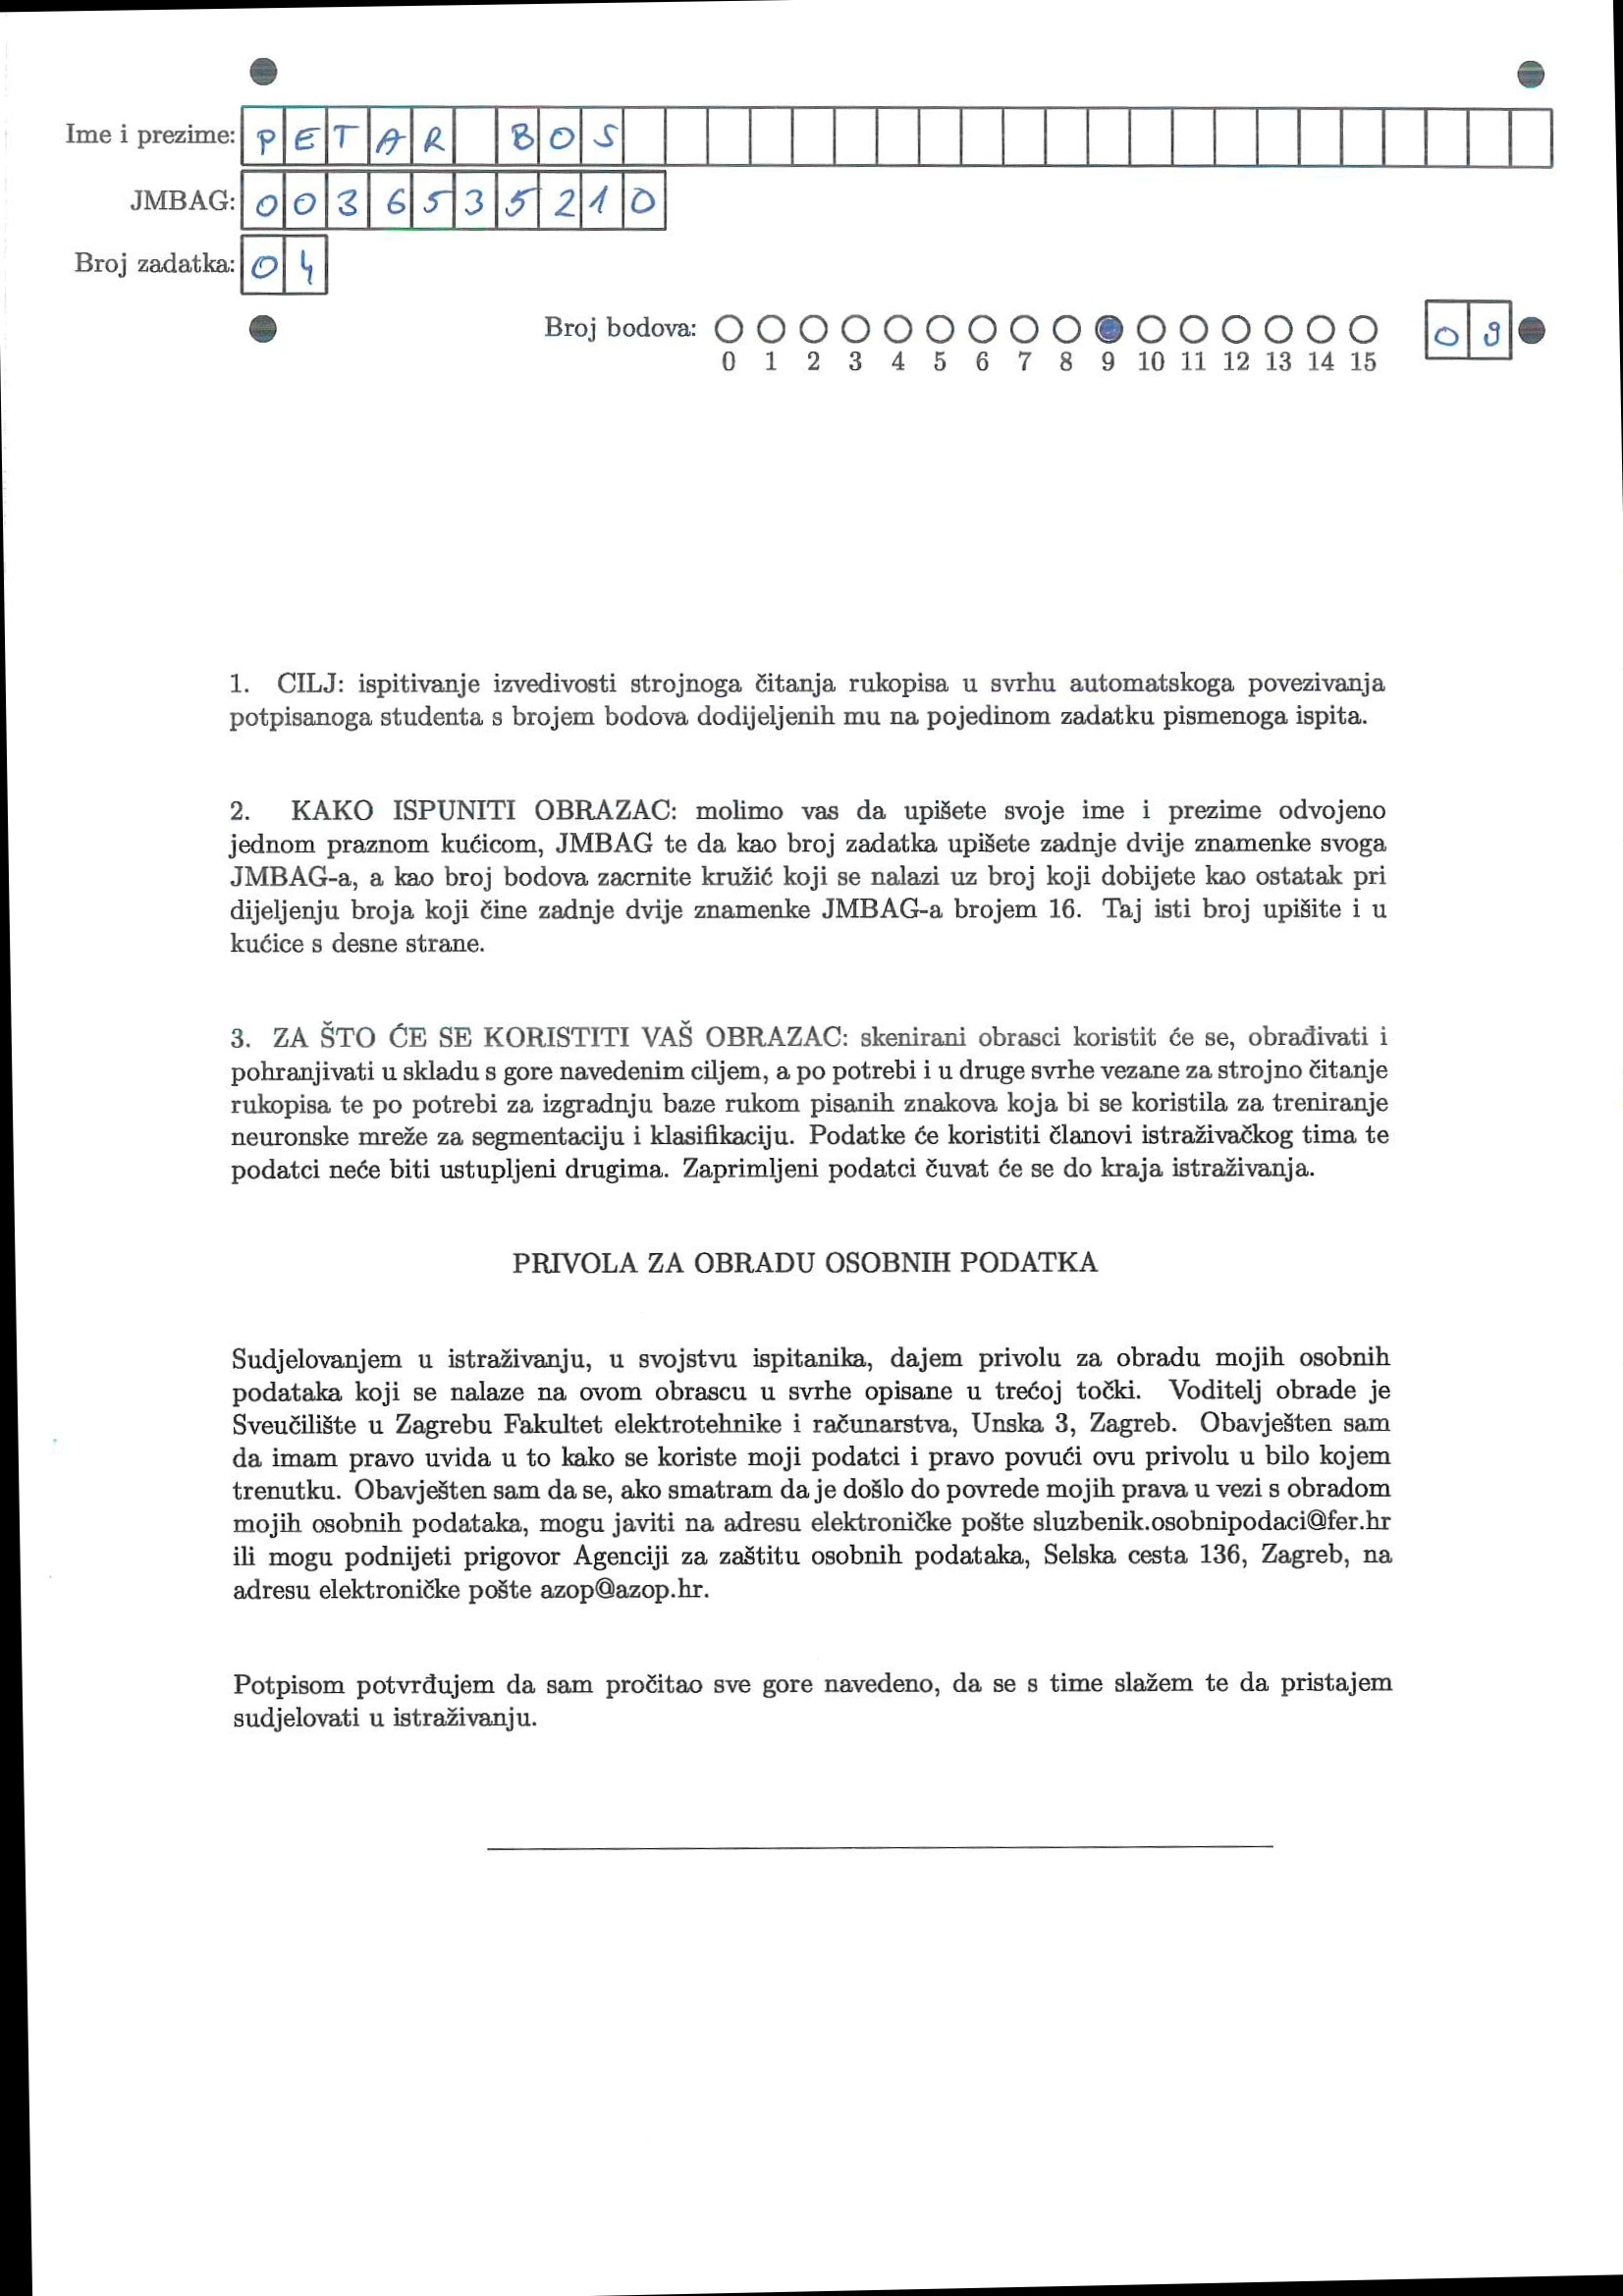 Ime i prezime: PETAR BOS
JMBAG: 0036535210
Broj zadatka: 04
Broj bodova:
09
0 1 2 3 4 5 6 7 8 9 10 11 12 13 14 15
1. CILJ: ispitivanje izvedivosti strojnoga čitanja rukopisa u svrhu automatskoga povezivanja
potpisanoga studenta s brojem bodova dodijeljenih mu na pojedinom zadatku pismenoga ispita.
2. KAKO ISPUNITI OBRAZAC: molimo vas da upišete svoje ime i prezime odvojeno
jednom praznom kućicom, JMBAG te da kao broj zadatka upišete zadnje dvije znamenke svoga
JMBAG-a, a kao broj bodova zacrnite kružić koji se nalazi uz broj koji dobijete kao ostatak pri
dijeljenju broja koji čine zadnje dvije znamenke JMBAG-a brojem 16. Taj isti broj upišite i u
kućice s desne strane.
3. ZA ŠTO ĆE SE KORISTITI VAŠ OBRAZAC: skenirani obrasci koristit će se, obrađivati i
pohranjivati u skladu s gore navedenim ciljem, a po potrebi i u druge svrhe vezane za strojno čitanje
rukopisa te po potrebi za izgradnju baze rukom pisanih znakova koja bi se koristila za treniranje
neuronske mreže za segmentaciju i klasifikaciju. Podatke će koristiti članovi istraživačkog tima te
podatci neće biti ustupljeni drugima. Zaprimljeni podatci čuvat će se do kraja istraživanja.
PRIVOLA ZA OBRADU OSOBNIH PODATKA
Sudjelovanjem u istraživanju, u svojstvu ispitanika, dajem privolu za obradu mojih osobnih
podataka koji se nalaze na ovom obrascu u svrhe opisane u trećoj točki. Voditelj obrade je
Sveučilište u Zagrebu Fakultet elektrotehnike i računarstva, Unska 3, Zagreb. Obavješten sam
da imam pravo uvida u to kako se koriste moji podatci i pravo povući ovu privolu u bilo kojem
trenutku. Obavješten sam da se, ako smatram da je došlo do povrede mojih prava u vezi s obradom
mojih osobnih podataka, mogu javiti na adresu elektroničke pošte sluzbenik.osobnipodaci@fer.hr
ili mogu podnijeti prigovor Agenciji za zaštitu osobnih podataka, Selska cesta 136, Zagreb, na
adresu elektroničke pošte azop@azop.hr.
Potpisom potvrđujem da sam pročitao sve gore navedeno, da se s time slažem te da pristajem
sudjelovati u istraživanju.